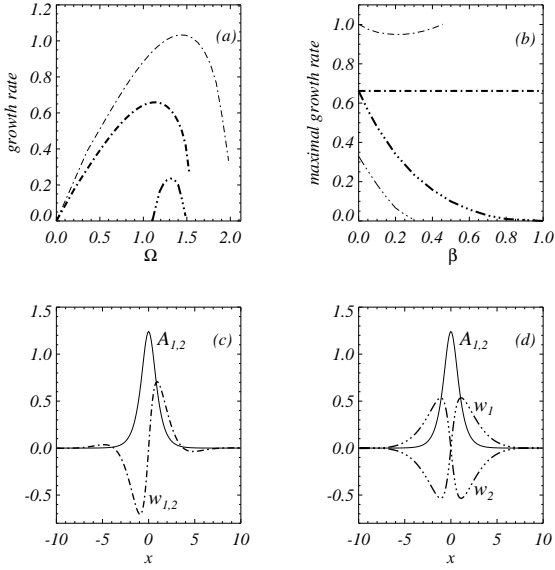 (a)
growth rate
1.2
1.0
0.8
0.6
0.4
0.2
0.0
0.0 0.5 1.0 1.5 2.0
Ω
(b)
maximal growth rate
1.0
0.8
0.6
0.4
0.2
0.0
0.0 0.2 0.4 0.6 0.8 1.0
β
(c)
1.5
1.0
0.5
0.0
-0.5
A1,2
w1,2
-10 -5 0 5 10
x
(d)
1.5
1.0
0.5
0.0
-0.5
A1,2
w1
w2
-10 -5 0 5 10
x